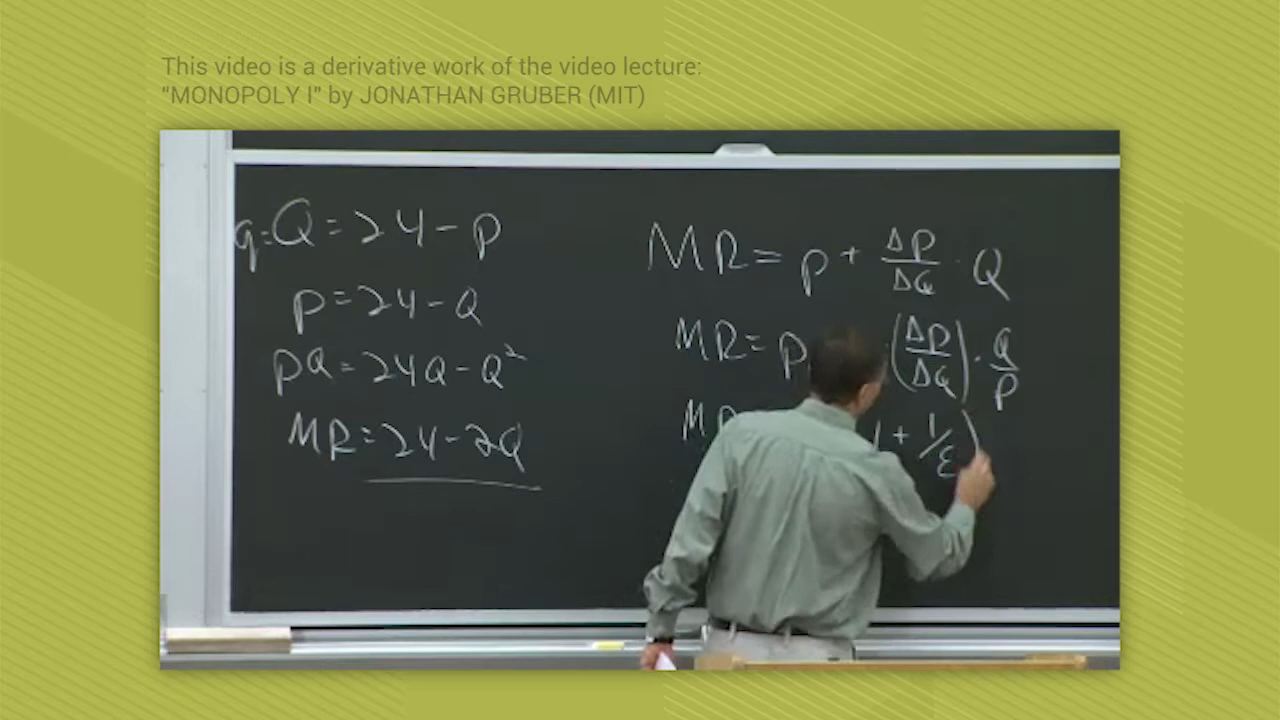 This video is a derivative work of the video lecture:
"MONOPOLY I" by JONATHAN GRUBER (MIT)
q=Q=24-P
P=24-Q
PQ=24Q-Q²
MR=24-2Q
MR=P+ΔP/ΔQ·Q
MR=P (ΔP/ΔQ)·Q/P
MR + 1/ε)